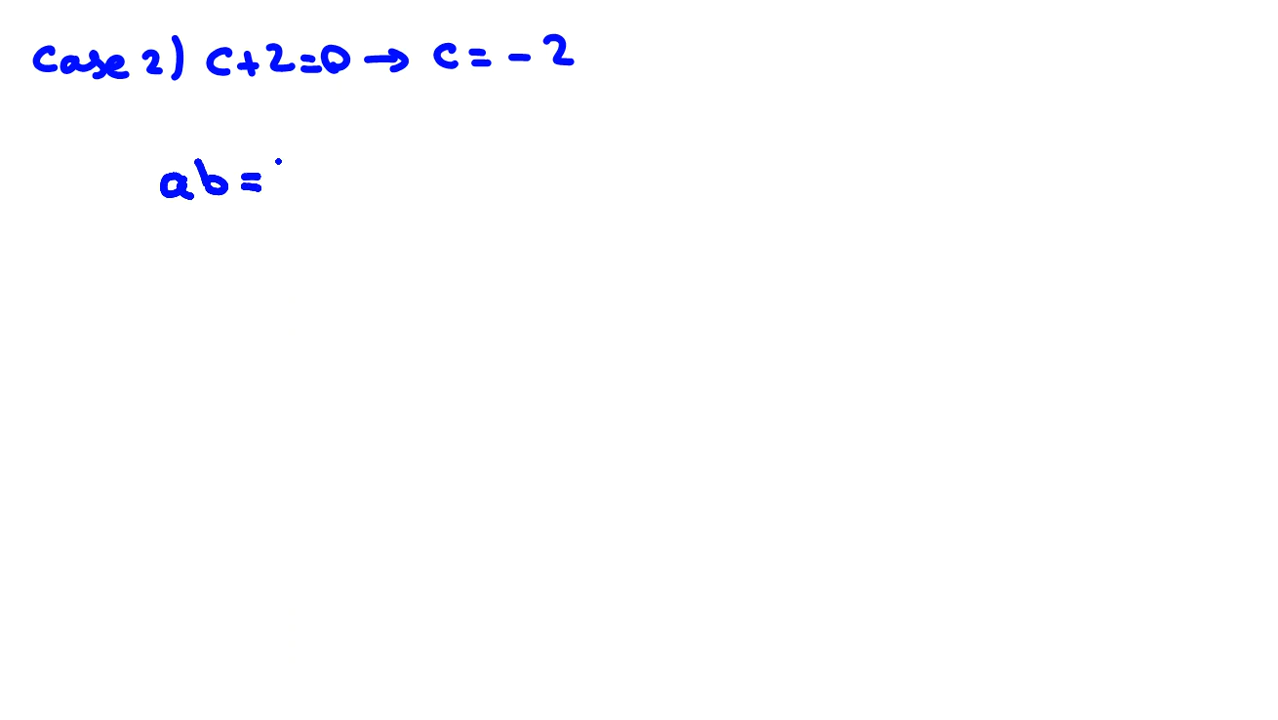 Case 2) C+2=0 → C = -2
ab =